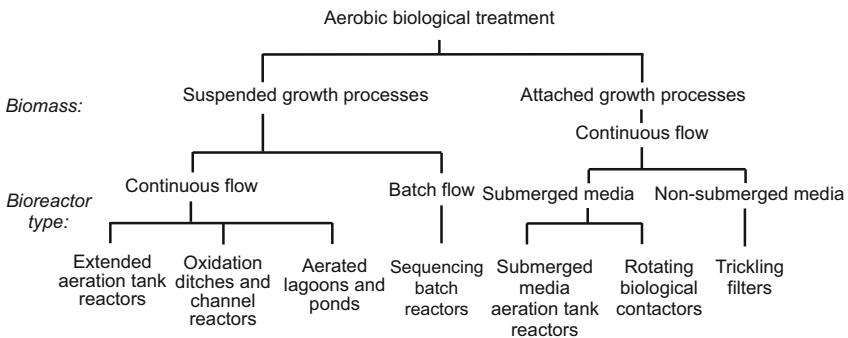 Aerobic biological treatment
Biomass:
Suspended growth processes
Attached growth processes
Continuous flow
Bioreactor
type:
Continuous flow
Batch flow
Submerged media
Non-submerged media
Extended
aeration tank
reactors
Oxidation
ditches and
channel
reactors
Aerated
lagoons and
ponds
Sequencing
batch
reactors
Submerged
media
aeration tank
reactors
Rotating
biological
contactors
Trickling
filters